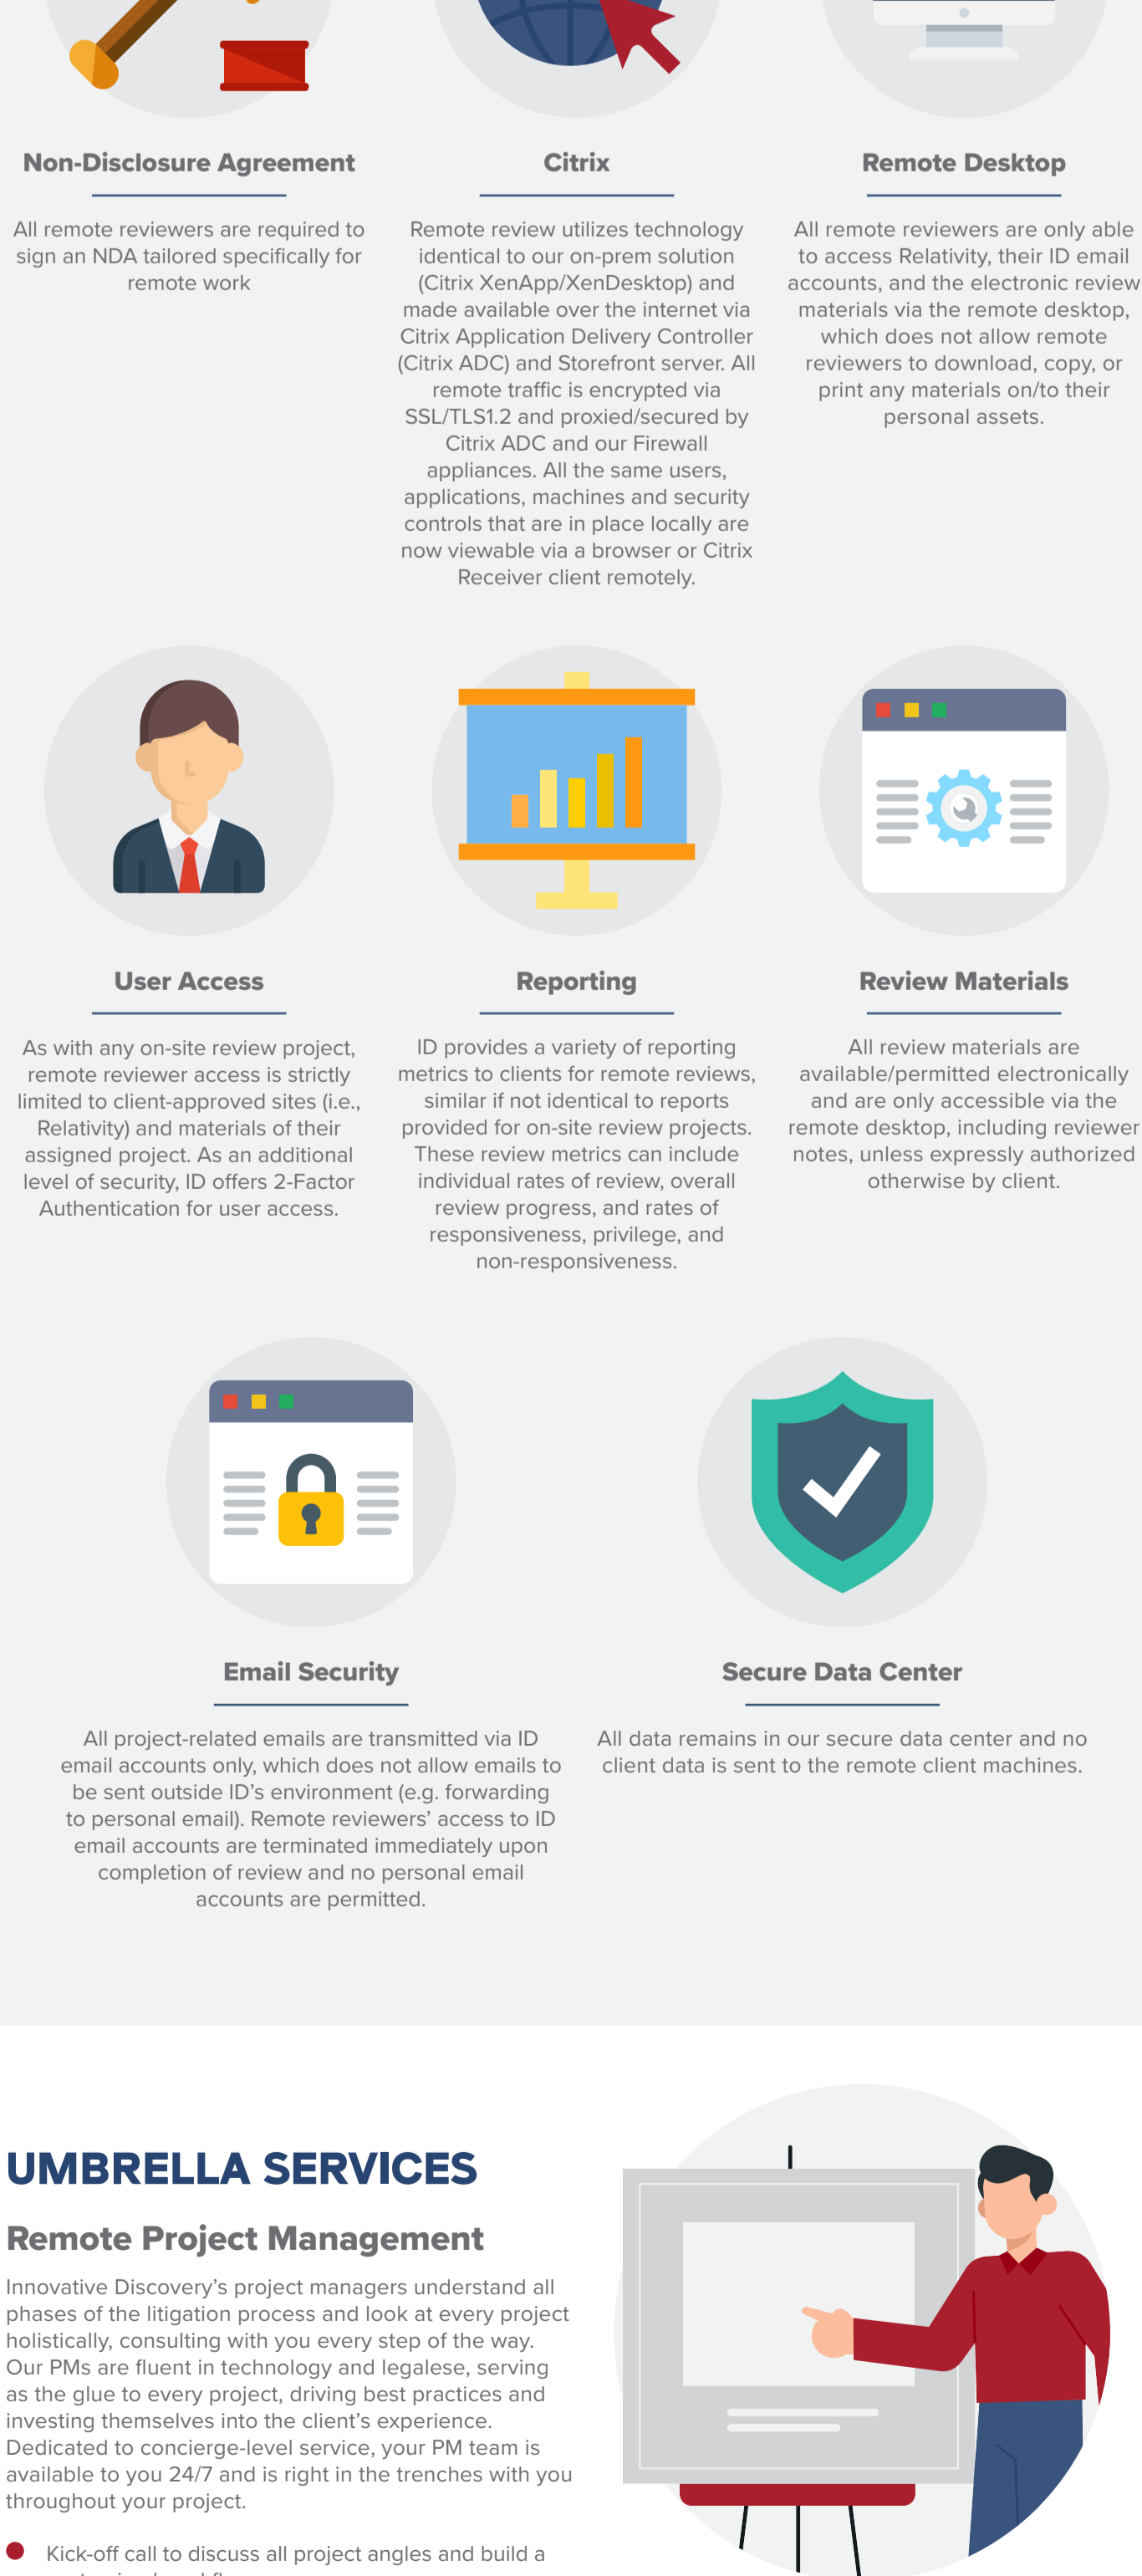 Non-Disclosure Agreement
All remote reviewers are required to
sign an NDA tailored specifically for
remote work
Citrix
Remote review utilizes technology
identical to our on-prem solution
(Citrix XenApp/XenDesktop) and
made available over the internet via
Citrix Application Delivery Controller
(Citrix ADC) and Storefront server. All
remote traffic is encrypted via
SSL/TLS1.2 and proxied/secured by
Citrix ADC and our Firewall
appliances. All the same users,
applications, machines and security
controls that are in place locally are
now viewable via a browser or Citrix
Receiver client remotely.
Remote Desktop
All remote reviewers are only able
to access Relativity, their ID email
accounts, and the electronic review
materials via the remote desktop,
which does not allow remote
reviewers to download, copy, or
print any materials on/to their
personal assets.
User Access
As with any on-site review project,
remote reviewer access is strictly
limited to client-approved sites (i.e.,
Relativity) and materials of their
assigned project. As an additional
level of security, ID offers 2-Factor
Authentication for user access.
Reporting
ID provides a variety of reporting
metrics to clients for remote reviews,
similar if not identical to reports
provided for on-site review projects.
These review metrics can include
individual rates of review, overall
review progress, and rates of
responsiveness, privilege, and
non-responsiveness.
Review Materials
All review materials are
available/permitted electronically
and are only accessible via the
remote desktop, including reviewer
notes, unless expressly authorized
otherwise by client.
Email Security
All project-related emails are transmitted via ID
email accounts only, which does not allow emails to
be sent outside ID’s environment (e.g. forwarding
to personal email). Remote reviewers’ access to ID
email accounts are terminated immediately upon
completion of review and no personal email
accounts are permitted.
Secure Data Center
All data remains in our secure data center and no
client data is sent to the remote client machines.
UMBRELLA SERVICES
Remote Project Management
Innovative Discovery’s project managers understand all
phases of the litigation process and look at every project
holistically, consulting with you every step of the way.
Our PMs are fluent in technology and legalese, serving
as the glue to every project, driving best practices and
investing themselves into the client’s experience.
Dedicated to concierge-level service, your PM team is
available to you 24/7 and is right in the trenches with you
throughout your project.
Kick-off call to discuss all project angles and build a